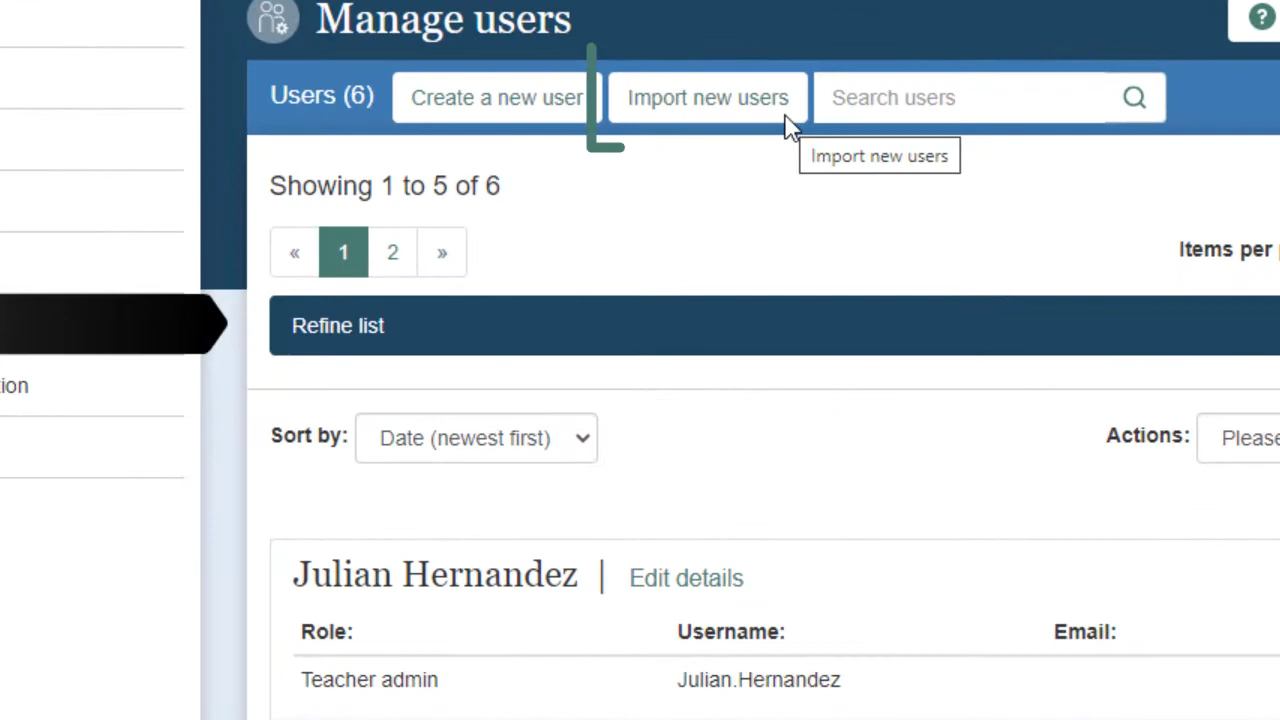 Manage users
?
Users (6)
Create a new user
Import new users
Search users
Import new users
Showing 1 to 5 of 6
« 1 2 »
Items per
Refine list
tion
Sort by: Date (newest first)
Actions: Please
Julian Hernandez | Edit details
Role: Username: Email:
Teacher admin Julian.Hernandez